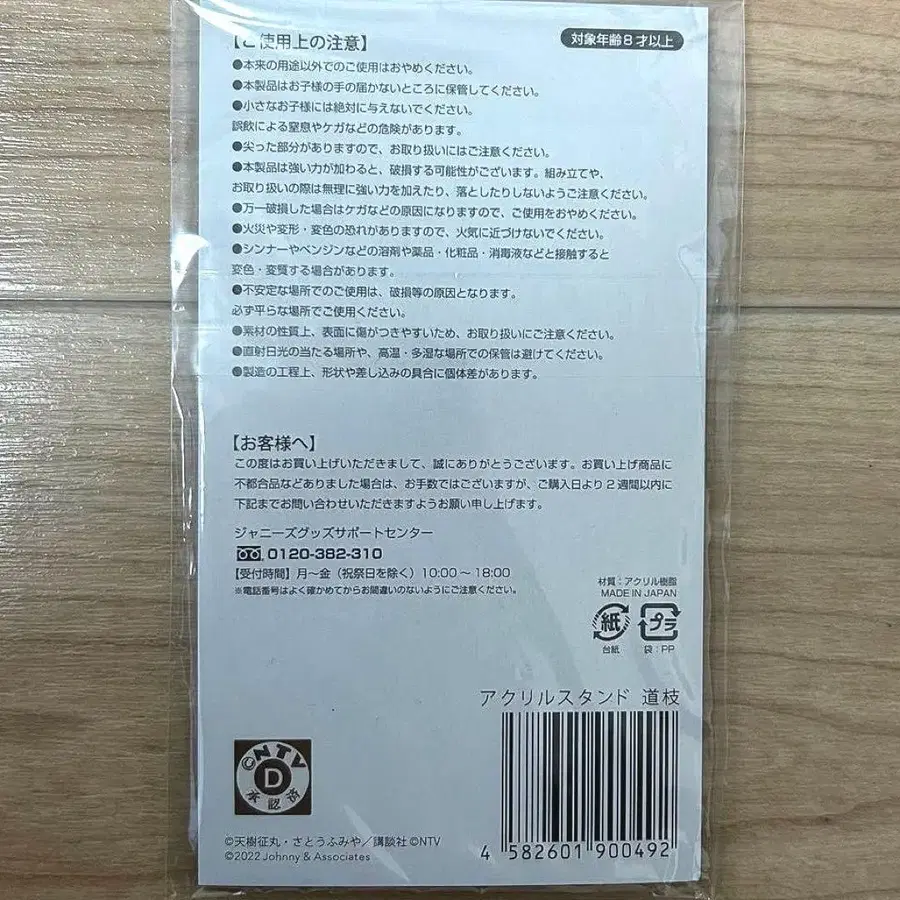 【ご使用上の注意】
対象年齢8才以上
●本来の用途以外でのご使用はおやめください。
●本製品はお子様の手の届かないところに保管してください。
●小さなお子様には絶対に与えないでください。
誤飲による窒息やケガなどの危険があります。
●尖った部分がありますので、お取り扱いにはご注意ください。
●本製品は強い力が加わると、破損する可能性がございます。組み立てや、
お取り扱いの際は無理に強い力を加えたり、落としたりしないようご注意ください。
●万一破損した場合はケガなどの原因になりますので、ご使用をおやめください。
●火災や変形・変色の恐れがありますので、火気に近づけないでください。
●シンナーやベンジンなどの溶剤や薬品・化粧品・消毒液などと接触すると
変色・変質する場合があります。
●不安定な場所でのご使用は、破損等の原因となります。
必ず平らな場所でご使用ください。
●素材の性質上、表面に傷がつきやすいため、お取り扱いにご注意ください。
●直射日光の当たる場所や、高温・多湿な場所での保管は避けてください。
●製造の工程上、形状や差し込みの具合に個体差があります。
【お客様へ】
この度はお買い上げいただきまして、誠にありがとうございます。お買い上げ商品に
不都合品などありました場合は、お手数ではございますが、ご購入日より2週間以内に
下記までお問い合わせいただきますようお願い申し上げます。
ジャニーズグッズサポートセンター
0120-382-310
【受付時間】月～金（祝祭日を除く）10:00～18:00
※電話番号はよく確かめてからお間違いのないようにご注意ください。
材質：アクリル樹脂
MADE IN JAPAN
紙 プラ
台紙 袋：PP
アクリルスタンド 道枝
©NTV
D
承認済
4 582601 900492
©天樹征丸・さとうふみや／講談社 ©NTV
©2022 Johnny & Associates